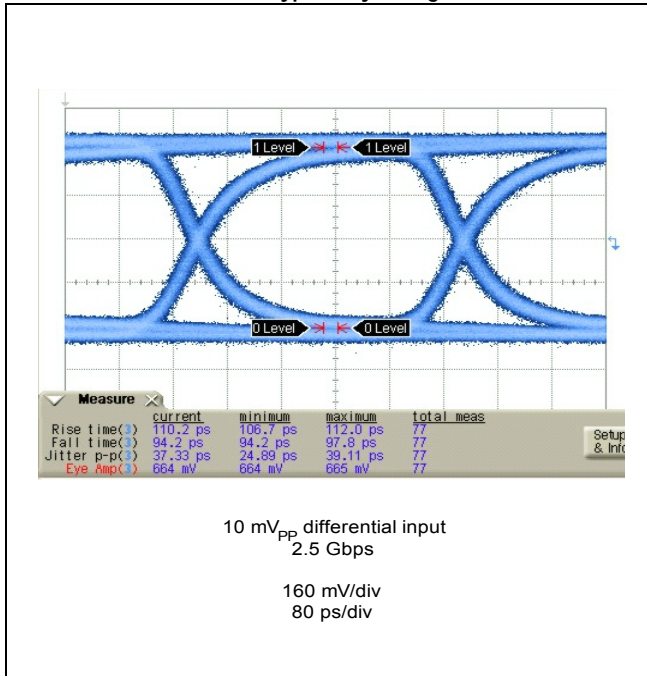 1 Level 1 Level
0 Level 0 Level
Measure
current minimum maximum total meas
Rise time(3) 110.2 ps 106.7 ps 112.0 ps 77
Fall time(3) 94.2 ps 94.2 ps 97.8 ps 77
Jitter p-p(3) 37.33 ps 24.89 ps 39.11 ps 77
Eye Amp(3) 664 mV 664 mV 665 mV 77
Setup
& Info
10 mVPP differential input
2.5 Gbps
160 mV/div
80 ps/div